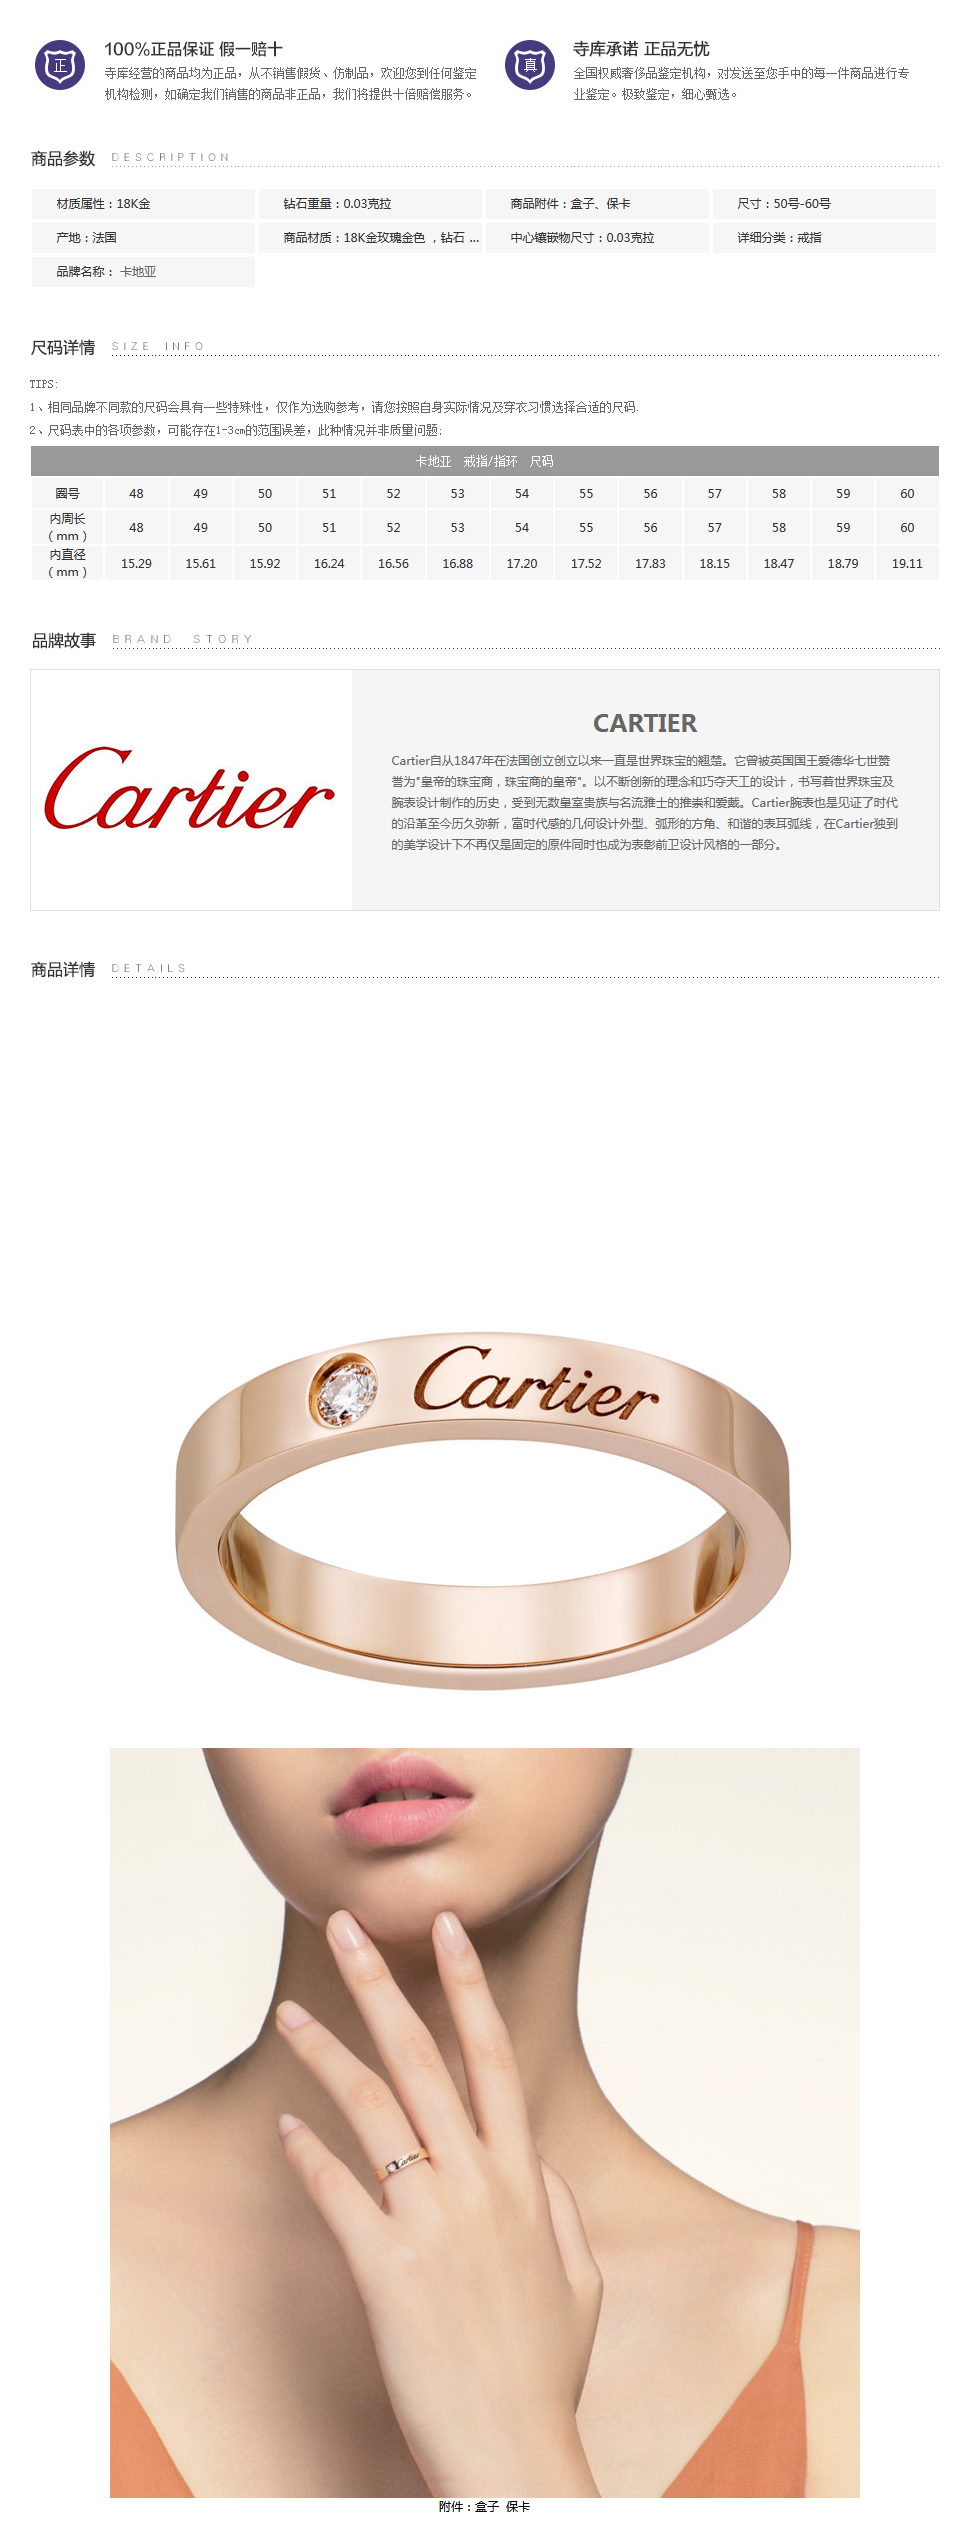 正
100%正品保证 假一赔十
寺库经营的商品均为正品，从不销售假货、仿制品，欢迎您到任何鉴定
机构检测，如确定我们销售的商品非正品，我们将提供十倍赔偿服务。
真
寺库承诺 正品无忧
全国权威奢侈品鉴定机构，对发送至您手中的每一件商品进行专
业鉴定。极致鉴定，细心甄选。
商品参数 DESCRIPTION
材质属性：18K金 钻石重量：0.03克拉 商品附件：盒子、保卡 尺寸：50号-60号
产地：法国 商品材质：18K金玫瑰金色 ，钻石 ... 中心镶嵌物尺寸：0.03克拉 详细分类：戒指
品牌名称： 卡地亚
尺码详情 SIZE INFO
TIPS:
1、相同品牌不同款的尺码会具有一些特殊性，仅作为选购参考，请您按照自身实际情况及穿衣习惯选择合适的尺码.
2、尺码表中的各项参数，可能存在1-3cm的范围误差，此种情况并非质量问题;
卡地亚 戒指/指环 尺码
圈号 48 49 50 51 52 53 54 55 56 57 58 59 60
内周长（mm） 48 49 50 51 52 53 54 55 56 57 58 59 60
内直径（mm） 15.29 15.61 15.92 16.24 16.56 16.88 17.20 17.52 17.83 18.15 18.47 18.79 19.11
品牌故事 BRAND STORY
Cartier
CARTIER
Cartier自从1847年在法国创立创立以来一直是世界珠宝的翘楚。它曾被英国国王爱德华七世赞
誉为"皇帝的珠宝商，珠宝商的皇帝"。以不断创新的理念和巧夺天工的设计，书写着世界珠宝及
腕表设计制作的历史，受到无数皇室贵族与名流雅士的推崇和爱戴。Cartier腕表也是见证了时代
的沿革至今历久弥新，富时代感的几何设计外型、弧形的方角、和谐的表耳弧线，在Cartier独到
的美学设计下不再仅是固定的原件同时也成为表彰前卫设计风格的一部分。
商品详情 DETAILS
Cartier
Cartier
附件：盒子 保卡